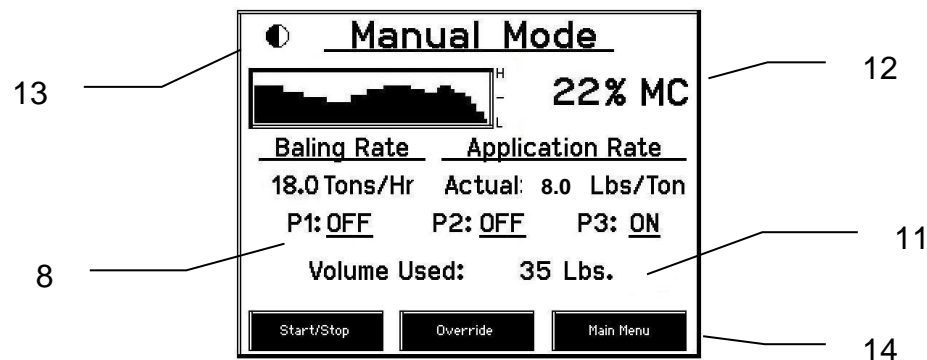 Manual Mode
13
12
H
–
L
22% MC
Baling Rate Application Rate
18.0 Tons/Hr Actual: 8.0 Lbs/Ton
P1: OFF P2: OFF P3: ON
8
11
Volume Used: 35 Lbs.
Start/Stop Override Main Menu
14